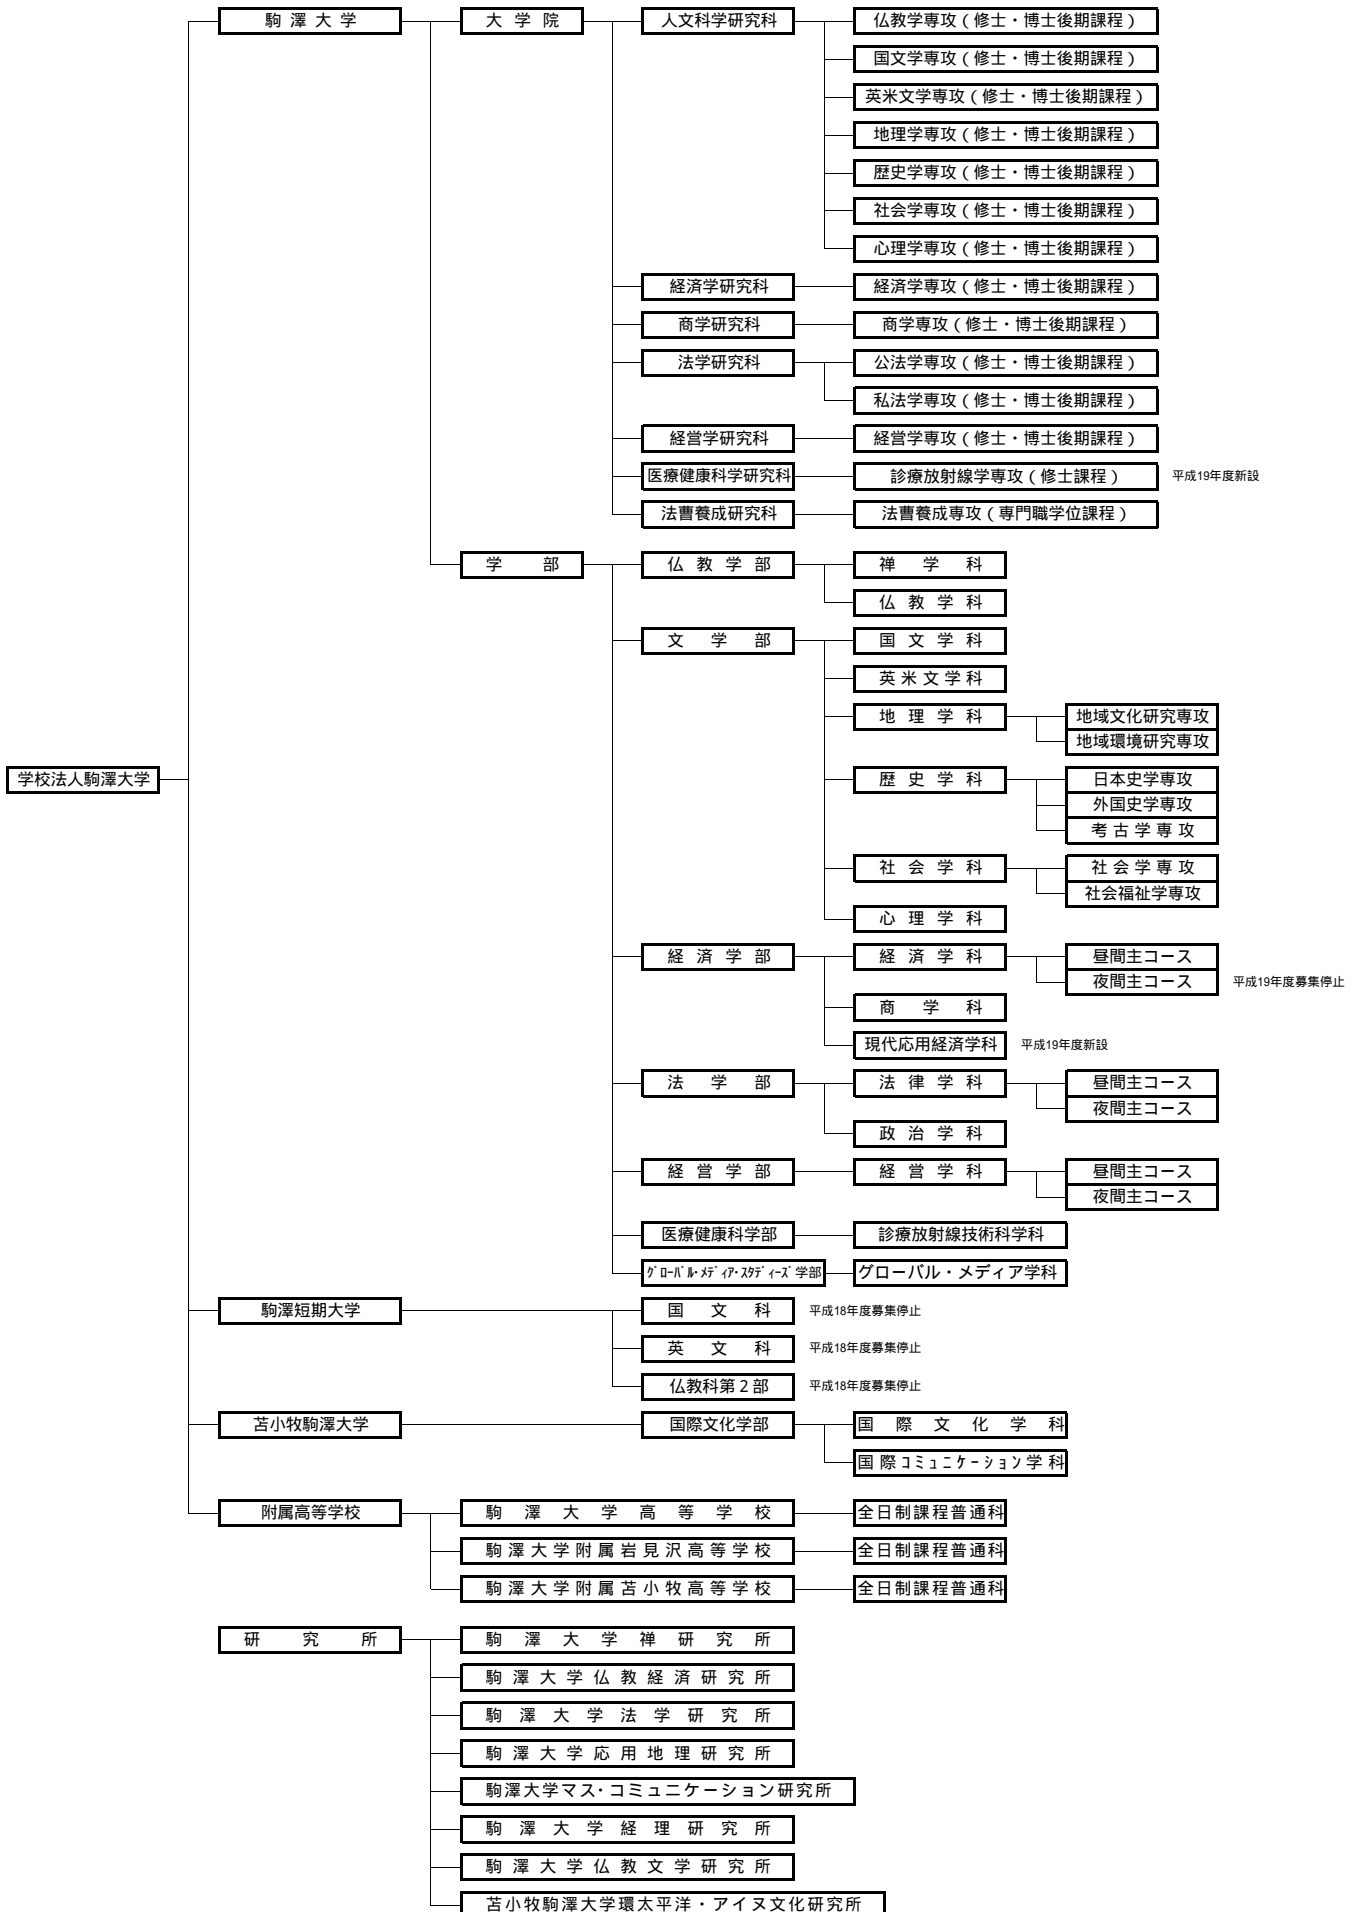 駒澤大学 大学院 人文科学研究科 仏教学専攻(修士・博士後期課程)
国文学専攻(修士・博士後期課程)
英米文学専攻(修士・博士後期課程)
地理学専攻(修士・博士後期課程)
歴史学専攻(修士・博士後期課程)
社会学専攻(修士・博士後期課程)
心理学専攻(修士・博士後期課程)
経済学研究科 経済学専攻(修士・博士後期課程)
商学研究科 商学専攻(修士・博士後期課程)
法学研究科 公法学専攻(修士・博士後期課程)
私法学専攻(修士・博士後期課程)
経営学研究科 経営学専攻(修士・博士後期課程)
医療健康科学研究科 診療放射線学専攻(修士課程) 平成19年度新設
法曹養成研究科 法曹養成専攻(専門職学位課程)
学部 仏教学部 禅学科
仏教学科
文学部 国文学科
英米文学科
地理学科 地域文化研究専攻
地域環境研究専攻
学校法人駒澤大学 歴史学科 日本史学専攻
外国史学専攻
考古学専攻
社会学科 社会学専攻
社会福祉学専攻
心理学科
経済学部 経済学科 昼間主コース
夜間主コース 平成19年度募集停止
商学科
現代応用経済学科 平成19年度新設
法学部 法律学科 昼間主コース
夜間主コース
政治学科
経営学部 経営学科 昼間主コース
夜間主コース
医療健康科学部 診療放射線技術科学科
グローバル・メディア・スタディーズ学部 グローバル・メディア学科
駒澤短期大学 国文科 平成18年度募集停止
英文科 平成18年度募集停止
仏教科第2部 平成18年度募集停止
苫小牧駒澤大学 国際文化学部 国際文化学科
国際コミュニケーション学科
附属高等学校 駒澤大学高等学校 全日制課程普通科
駒澤大学附属岩見沢高等学校 全日制課程普通科
駒澤大学附属苫小牧高等学校 全日制課程普通科
研究所 駒澤大学禅研究所
駒澤大学仏教経済研究所
駒澤大学法学研究所
駒澤大学応用地理研究所
駒澤大学マス・コミュニケーション研究所
駒澤大学経理研究所
駒澤大学仏教文学研究所
苫小牧駒澤大学環太平洋・アイヌ文化研究所